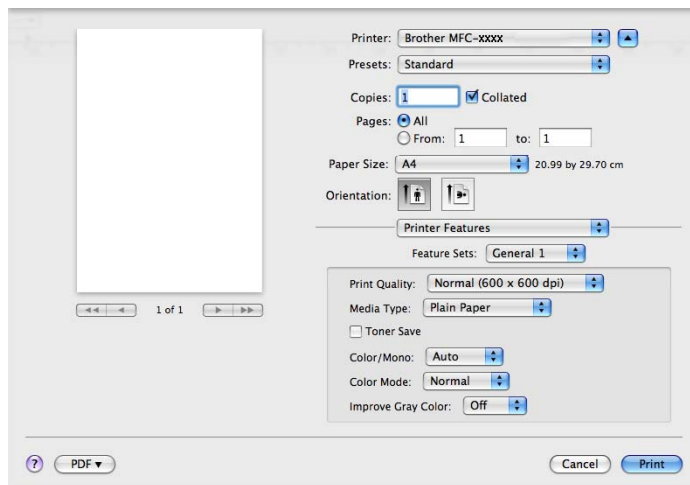 Printer: Brother MFC-xxxx
Presets: Standard
Copies: 1 Collated
Pages: All
From: 1 to: 1
Paper Size: A4 20.99 by 29.70 cm
Orientation:
Printer Features
Feature Sets: General 1
Print Quality: Normal (600 x 600 dpi)
Media Type: Plain Paper
Toner Save
Color/Mono: Auto
Color Mode: Normal
Improve Gray Color: Off
1 of 1
? PDF▼ Cancel Print